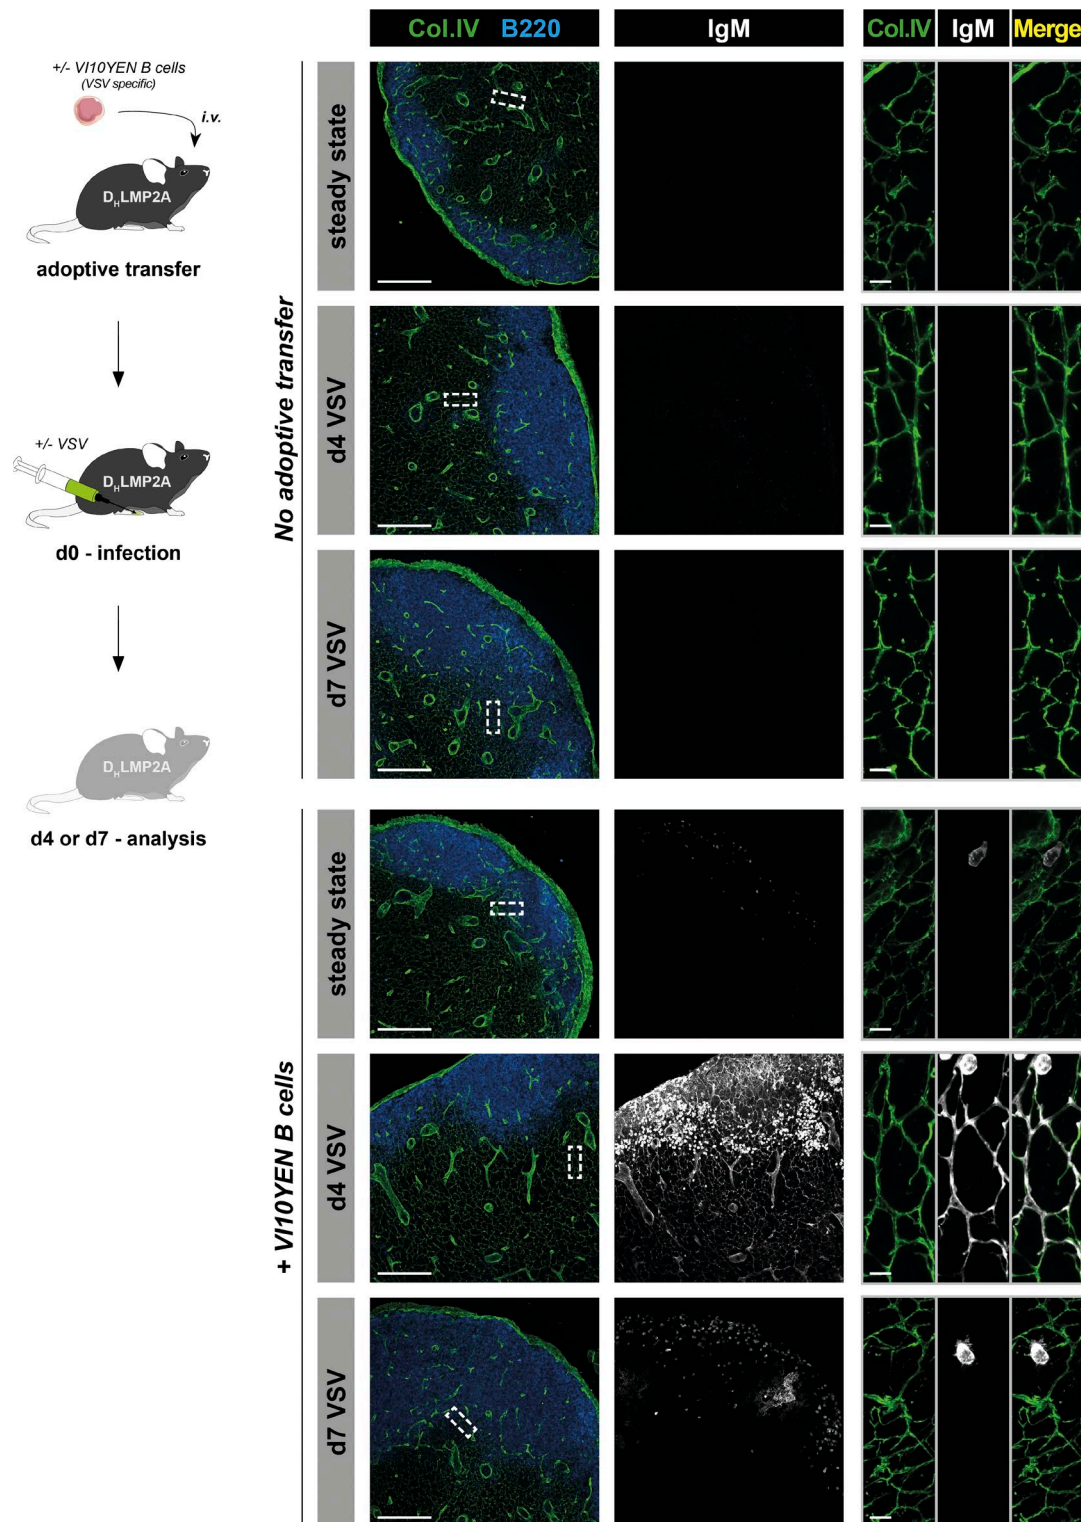 Col.IV B220
IgM
Col.IV IgM Merge
+/- VI10YEN B cells
(VSV specific)
i.v.
DHLMP2A
adoptive transfer
+/- VSV
DHLMP2A
d0 - infection
DHLMP2A
d4 or d7 - analysis
No adoptive transfer
steady state
d4 VSV
d7 VSV
+ VI10YEN B cells
steady state
d4 VSV
d7 VSV